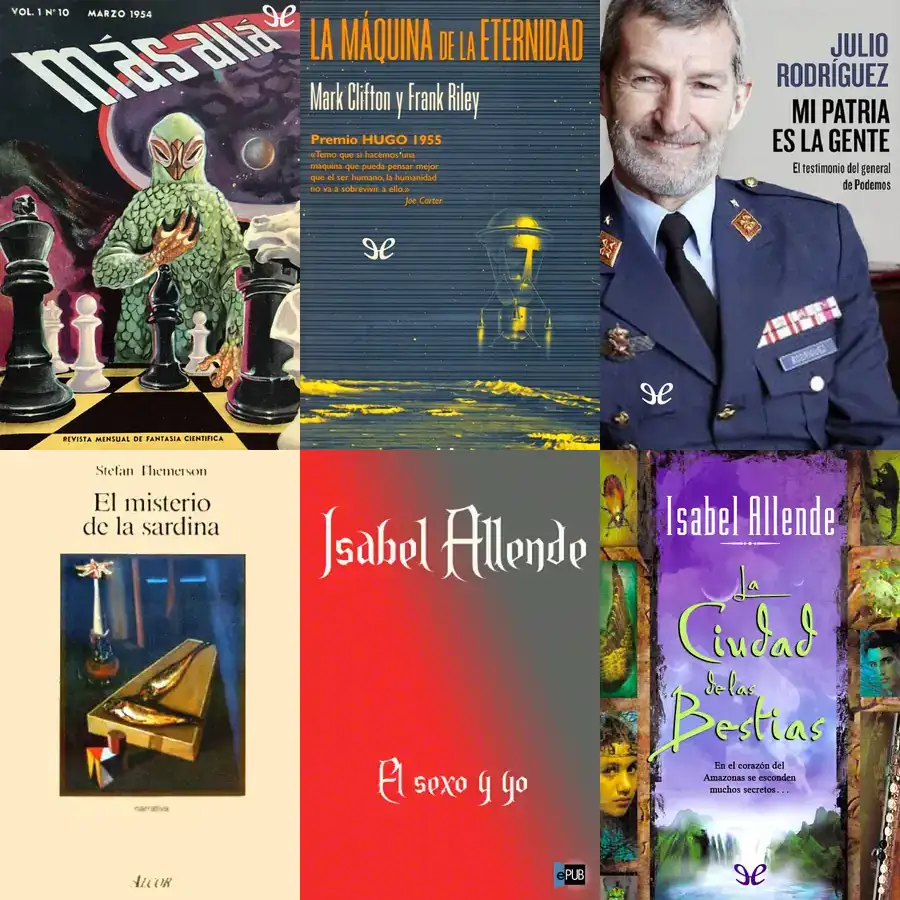 VOL. 1 Nº 10 MARZO 1954
más allá
REVISTA MENSUAL DE FANTASIA CIENTIFICA
LA MÁQUINA DE LA ETERNIDAD
Mark Clifton y Frank Riley
Premio HUGO 1955
«Temo que si hacemos una
máquina que pueda pensar mejor
que el ser humano, la humanidad
no va a sobrevivir a ello.»
Joe Carter
JULIO
RODRÍGUEZ
MI PATRIA
ES LA GENTE
El testimonio del general
de Podemos
RODRIGUEZ
Stefan Themerson
El misterio
de la sardina
narrativa
ALCOR
Isabel Allende
El sexo y yo
ePUB
Isabel Allende
La
Ciudad
de las
Bestias
En el corazón del
Amazonas se esconden
muchos secretos...